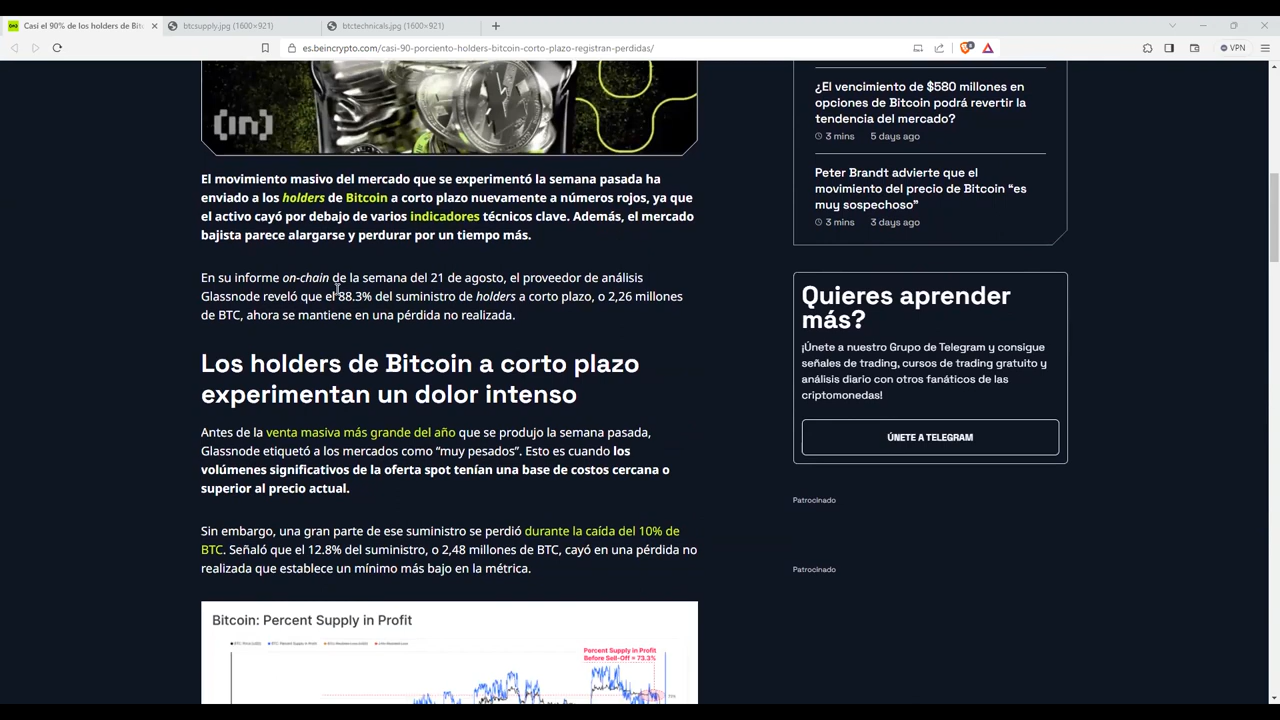 Casi el 90% de los holders de Bit
btcsupply.jpg (1600×921)
btctechnicals.jpg (1600×921)
es.beincrypto.com/casi-90-porciento-holders-bitcoin-corto-plazo-registran-perdidas/
VPN
[in]
El movimiento masivo del mercado que se experimentó la semana pasada ha
enviado a los holders de Bitcoin a corto plazo nuevamente a números rojos, ya que
el activo cayó por debajo de varios indicadores técnicos clave. Además, el mercado
bajista parece alargarse y perdurar por un tiempo más.
En su informe on-chain de la semana del 21 de agosto, el proveedor de análisis
Glassnode reveló que el 88.3% del suministro de holders a corto plazo, o 2,26 millones
de BTC, ahora se mantiene en una pérdida no realizada.
Los holders de Bitcoin a corto plazo
experimentan un dolor intenso
Antes de la venta masiva más grande del año que se produjo la semana pasada,
Glassnode etiquetó a los mercados como “muy pesados”. Esto es cuando los
volúmenes significativos de la oferta spot tenían una base de costos cercana o
superior al precio actual.
Sin embargo, una gran parte de ese suministro se perdió durante la caída del 10% de
BTC. Señaló que el 12.8% del suministro, o 2,48 millones de BTC, cayó en una pérdida no
realizada que establece un mínimo más bajo en la métrica.
Bitcoin: Percent Supply in Profit
Percent Supply in Profit
Before Sell-Off = 73.3%
¿El vencimiento de $580 millones en
opciones de Bitcoin podrá revertir la
tendencia del mercado?
3 mins 5 days ago
Peter Brandt advierte que el
movimiento del precio de Bitcoin “es
muy sospechoso”
3 mins 3 days ago
Quieres aprender
más?
¡Únete a nuestro Grupo de Telegram y consigue
señales de trading, cursos de trading gratuito y
análisis diario con otros fanáticos de las
criptomonedas!
ÚNETE A TELEGRAM
Patrocinado
Patrocinado